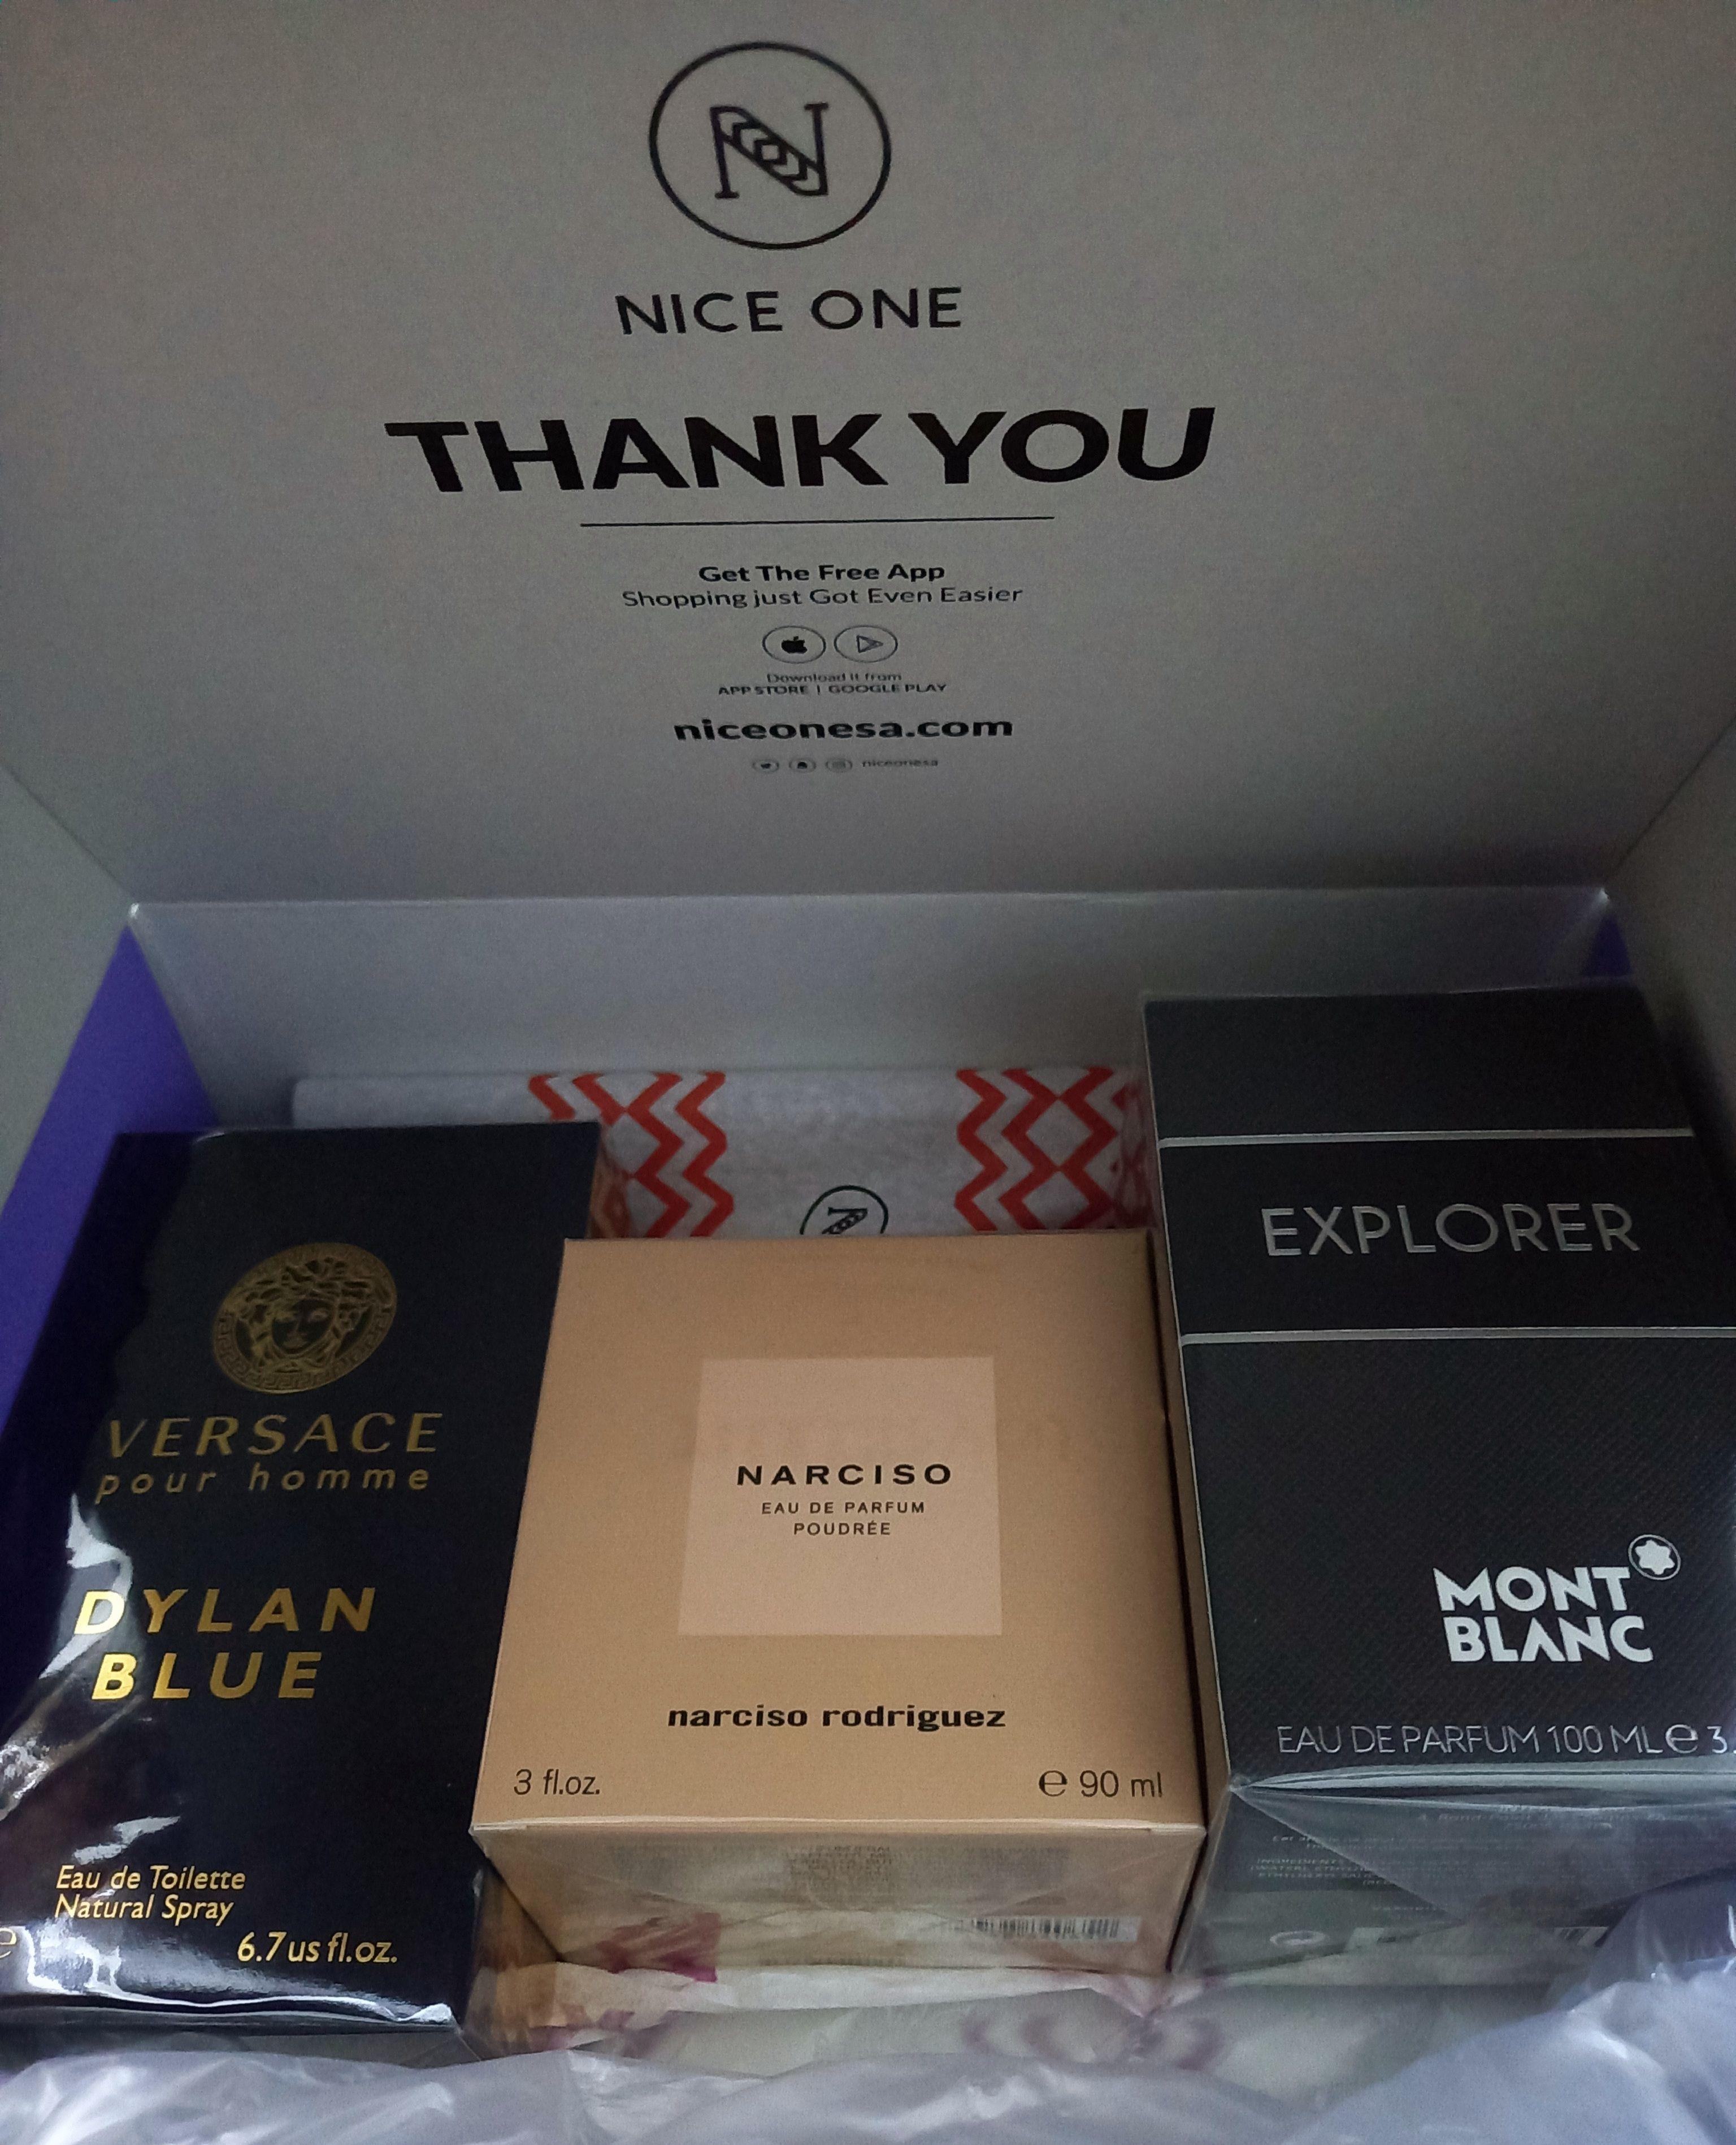 N
NICE ONE
THANK YOU
Get The Free App
Shopping just Got Even Easier
Download it from
APP STORE | GOOGLE PLAY
niceonesa.com
niceonesa
VERSACE
pour homme
DYLAN
BLUE
Eau de Toilette
Natural Spray
e 6.7 us fl.oz.
NARCISO
EAU DE PARFUM
POUDRÉE
narciso rodriguez
3 fl.oz. e 90 ml
EXPLORER
MONT
BLANC
EAU DE PARFUM 100 ML e 3.